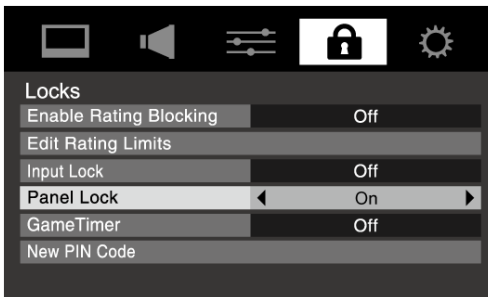 Locks
Enable Rating Blocking Off
Edit Rating Limits
Input Lock Off
Panel Lock On
GameTimer Off
New PIN Code